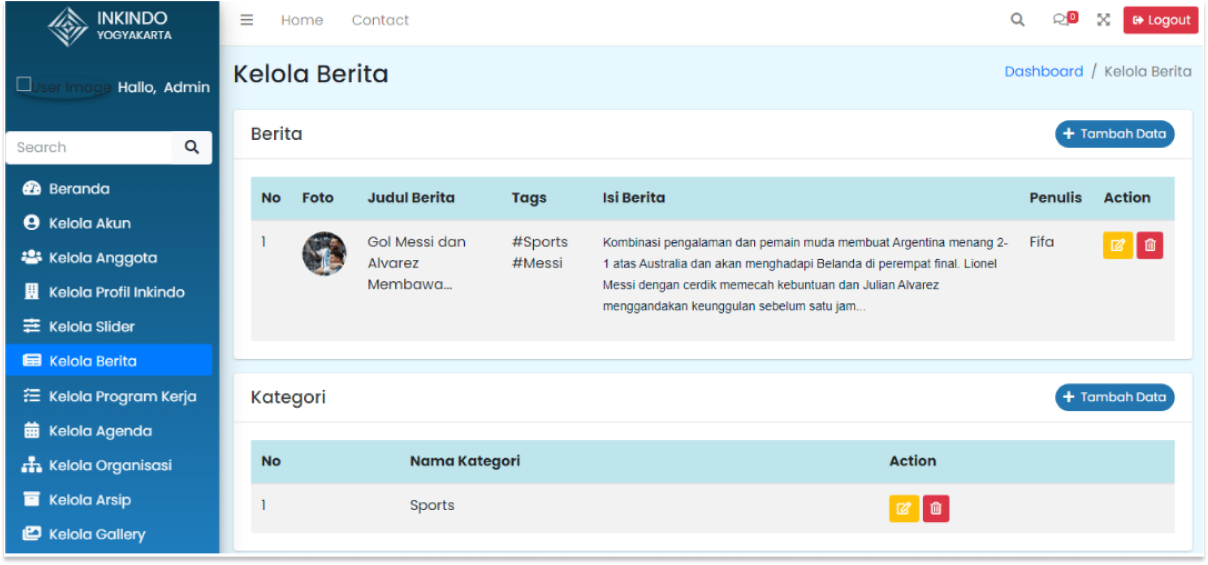 INKINDO
YOGYAKARTA
Home Contact
0
Logout
User Image Hallo, Admin
Kelola Berita
Dashboard / Kelola Berita
Search
Berita
+ Tambah Data
Beranda
Kelola Akun
Kelola Anggota
Kelola Profil Inkindo
Kelola Slider
Kelola Berita
Kelola Program Kerja
Kelola Agenda
Kelola Organisasi
Kelola Arsip
Kelola Gallery
No Foto Judul Berita Tags Isi Berita Penulis Action
1
Gol Messi dan
Alvarez
Membawa...
#Sports
#Messi
Kombinasi pengalaman dan pemain muda membuat Argentina menang 2-
1 atas Australia dan akan menghadapi Belanda di perempat final. Lionel
Messi dengan cerdik memecah kebuntuan dan Julian Alvarez
menggandakan keunggulan sebelum satu jam...
Fifa
Kategori
+ Tambah Data
No Nama Kategori Action
1 Sports